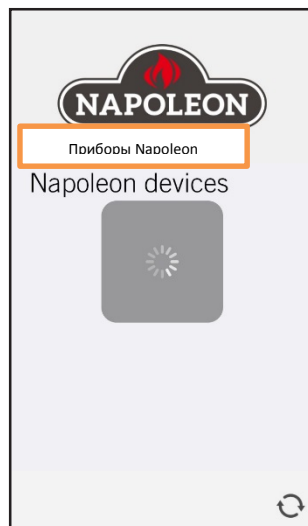 NAPOLEON
Приборы Napoleon
Napoleon devices